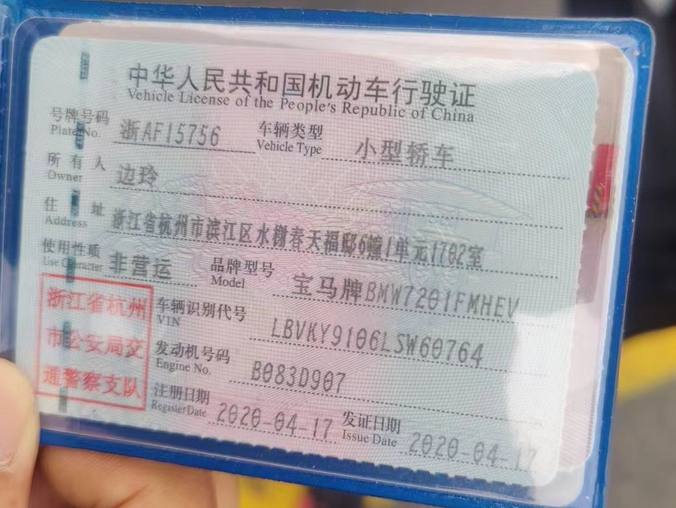 中华人民共和国机动车行驶证
Vehicle License of the People's Republic of China
号牌号码 浙AF15756 车辆类型 小型轿车
Plate No. Vehicle Type
所有人 边玲
Owner
住址 浙江省杭州市滨江区水榭春天福邸6幢1单元1702室
Address
使用性质 非营运 品牌型号 宝马牌BMW7201FMHEV
Use Character Model
浙江省杭州
市公安局交
通警察支队
车辆识别代号 LBVKY9106LSW60764
VIN
发动机号码 B083D907
Engine No.
注册日期 2020-04-17 发证日期 2020-04-17
Register Date Issue Date